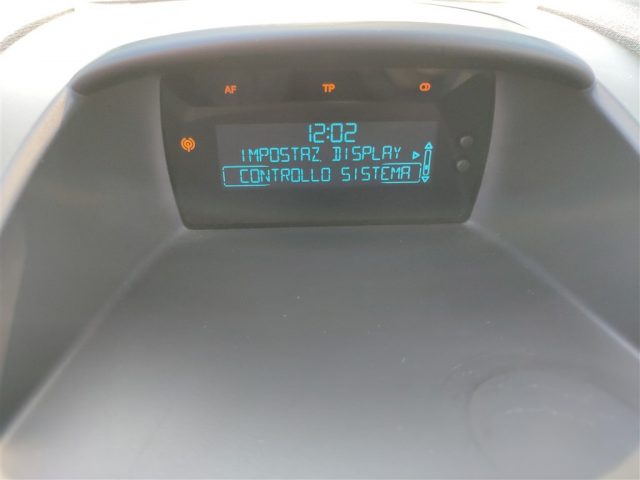 AF TP CD
12:02
IMPOSTAZ DISPLAY
CONTROLLO SISTEMA